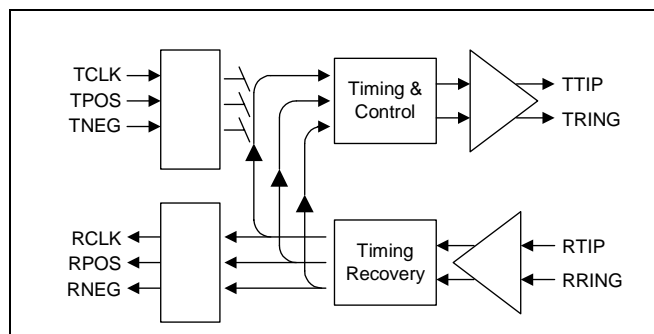 TCLK
TPOS
TNEG
Timing &
Control
TTIP
TRING
RCLK
RPOS
RNEG
Timing
Recovery
RTIP
RRING